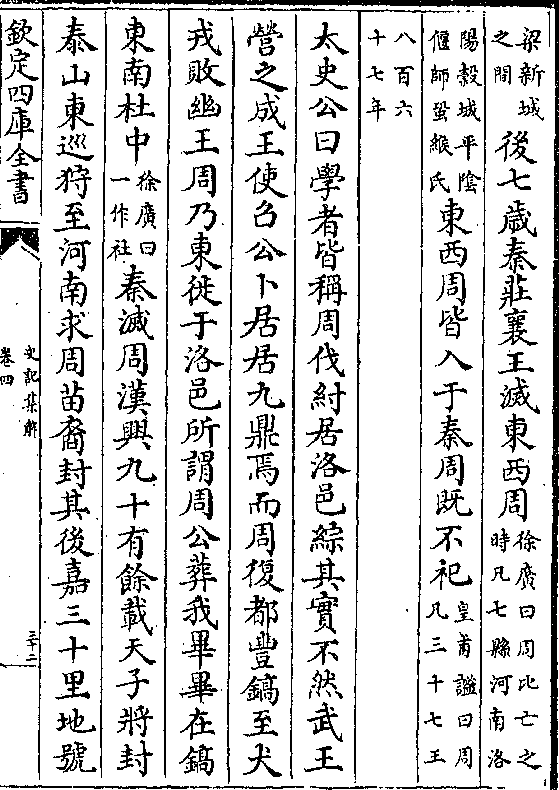 梁新城之間後七歲秦莊襄王滅東西周徐廣曰周比亡之時凡七縣河南洛
陽穀城平陰偃師鞏緱氏東西周皆入于秦周既不祀皇甫謐曰周凡三十七王
八百六十七年
太史公曰學者皆稱周伐紂居洛邑綜其實不然武王
營之成王使召公卜居居九鼎焉而周復都豐鎬至犬
戎敗幽王周乃東徙于洛邑所謂周公葬我畢畢在鎬
東南杜中徐廣曰一作社秦滅周漢興九十有餘載天子將封
泰山東巡狩至河南求周苗裔封其後嘉三十里地號
欽定四庫全書
史記集解
卷四
三十二